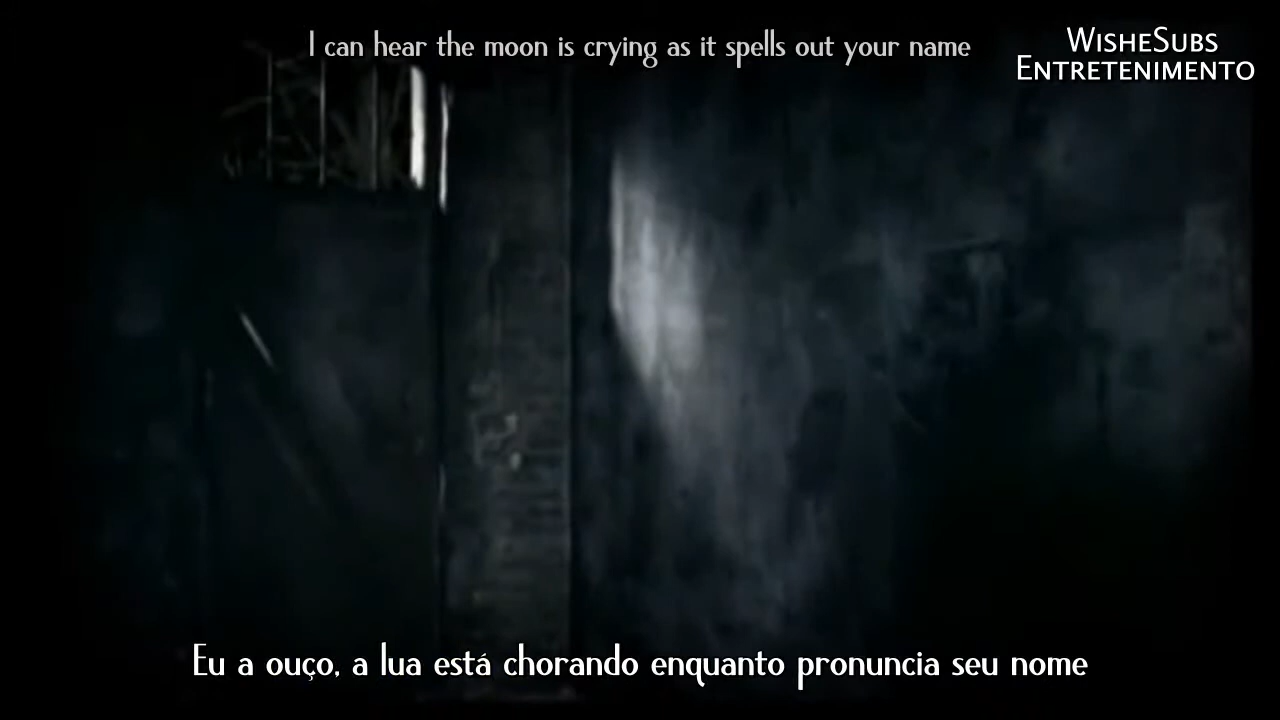 I can hear the moon is crying as it spells out your name
WisheSubs
Entretenimento
Eu a ouço, a lua está chorando enquanto pronuncia seu nome